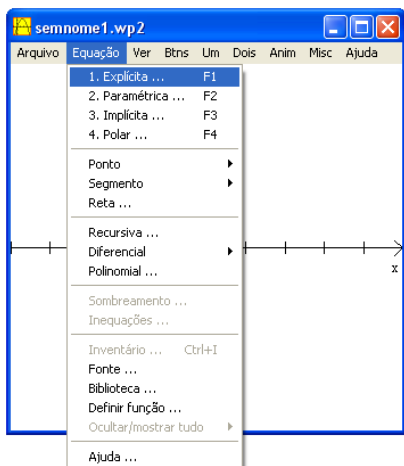 semnome1.wp2
Arquivo Equação Ver Btns Um Dois Anim Misc Ajuda
1. Explícita ... F1
2. Paramétrica ... F2
3. Implícita ... F3
4. Polar ... F4
Ponto
Segmento
Reta ...
Recursiva ...
Diferencial
Polinomial ...
x
Sombreamento ...
Inequações ...
Inventário ... Ctrl+I
Fonte ...
Biblioteca ...
Definir função ...
Ocultar/mostrar tudo
Ajuda ...